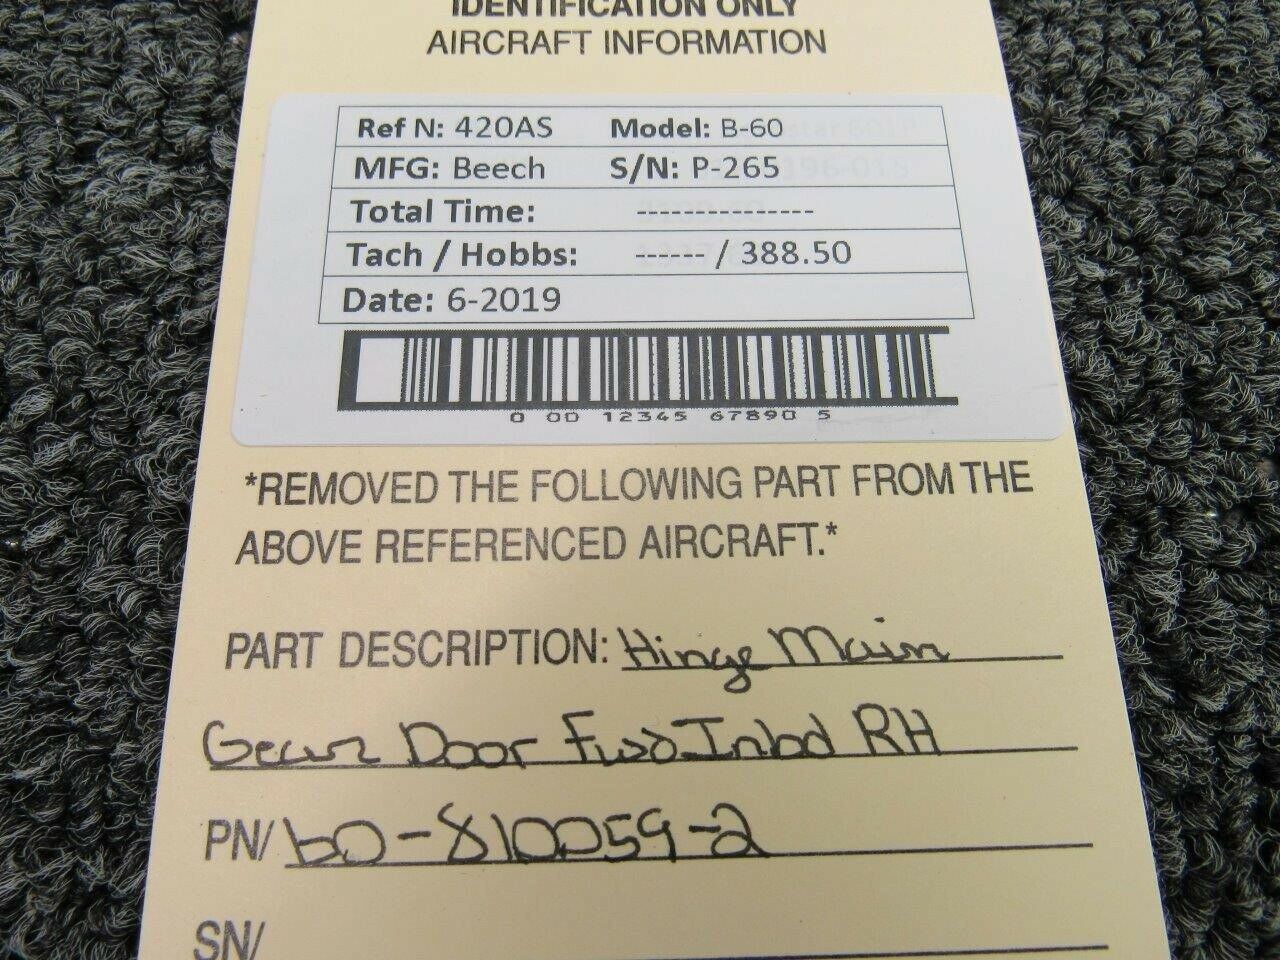 IDENTIFICATION ONLY
AIRCRAFT INFORMATION
Ref N: 420AS Model: B-60
MFG: Beech S/N: P-265
Total Time: ---------------
Tach / Hobbs: ------ / 388.50
Date: 6-2019
0 00 12345 67890 5
*REMOVED THE FOLLOWING PART FROM THE
ABOVE REFERENCED AIRCRAFT.*
PART DESCRIPTION: Hinge Main
Gear Door Fwd Inbd RH
PN/ 60-810059-2
SN/